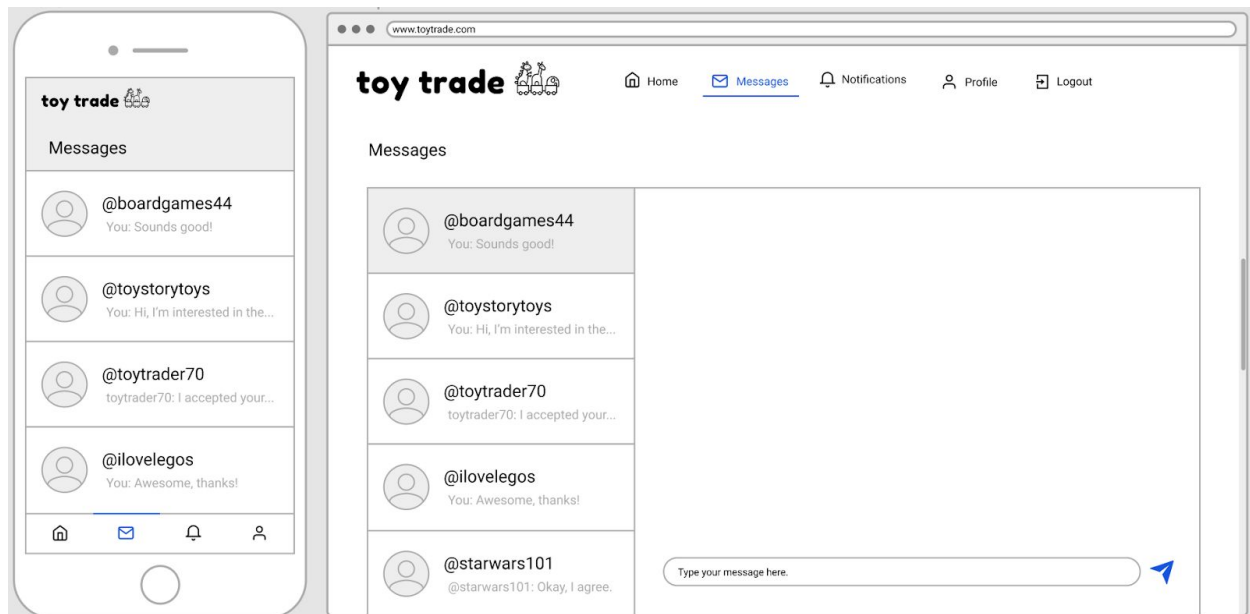 toy trade
Messages
@boardgames44
You: Sounds good!
@toystorytoys
You: Hi, I'm interested in the...
@toytrader70
toytrader70: I accepted your...
@ilovelegos
You: Awesome, thanks!
www.toytrade.com
toy trade
Home
Messages
Notifications
Profile
Logout
Messages
@boardgames44
You: Sounds good!
@toystorytoys
You: Hi, I'm interested in the...
@toytrader70
toytrader70: I accepted your...
@ilovelegos
You: Awesome, thanks!
@starwars101
@starwars101: Okay, I agree.
Type your message here.